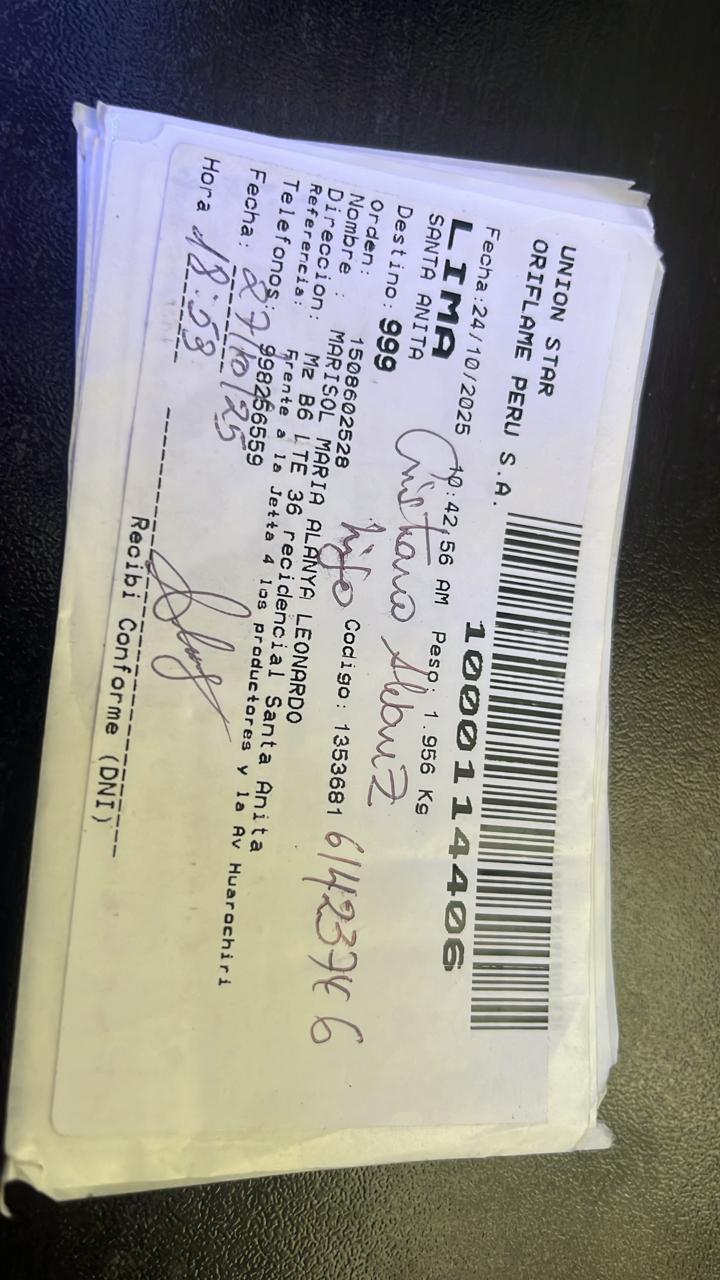 UNION STAR
ORIFLAME PERU S.A.
1000114406
Fecha:24/10/2025 10:42:56 AM Peso: 1.956 Kg
LIMA
SANTA ANITA
Destino: 999
Orden: 1508602528 hijo Codigo: 1353681
Nombre : MARISOL MARIA ALANYA LEONARDO
Direccion: Mz B6 LTE 36 recidencial Santa Anita
Referencia: Frente a la Jetta 4 los productores y la Av Huarochiri
Telefonos: 998256559
Fecha: 27/10/25
Hora 18:53
Recibi Conforme (DNI)